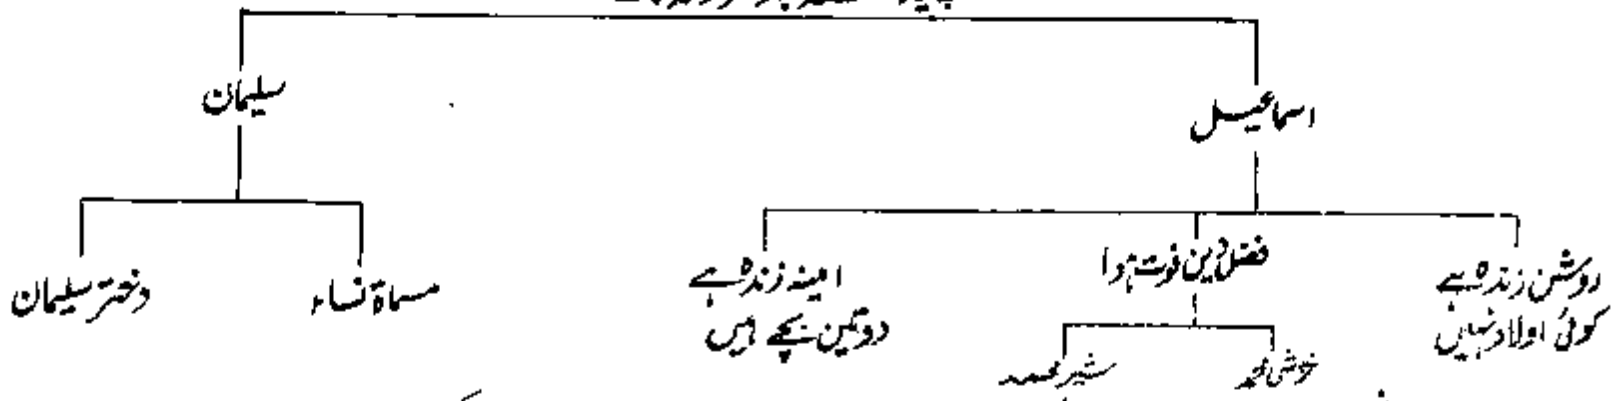 سلیمان
اسماعیل
روشن زندہ ہے
کوئی اولاد نہیں
فضل دین فوت ہوا
امینہ زندہ ہے
دو تین بچے ہیں
مسماۃ نساء
دختر سلیمان
خوشی محمد
شیر محمد